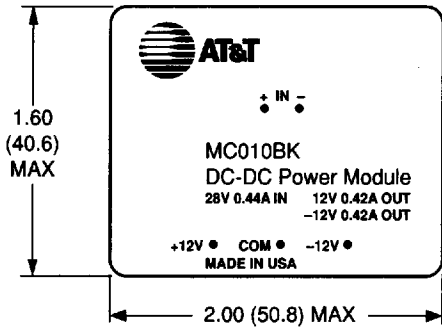 AT&T
+ IN –
1.60
(40.6)
MAX
MC010BK
DC-DC Power Module
28V 0.44A IN 12V 0.42A OUT
–12V 0.42A OUT
+12V COM –12V
MADE IN USA
2.00 (50.8) MAX